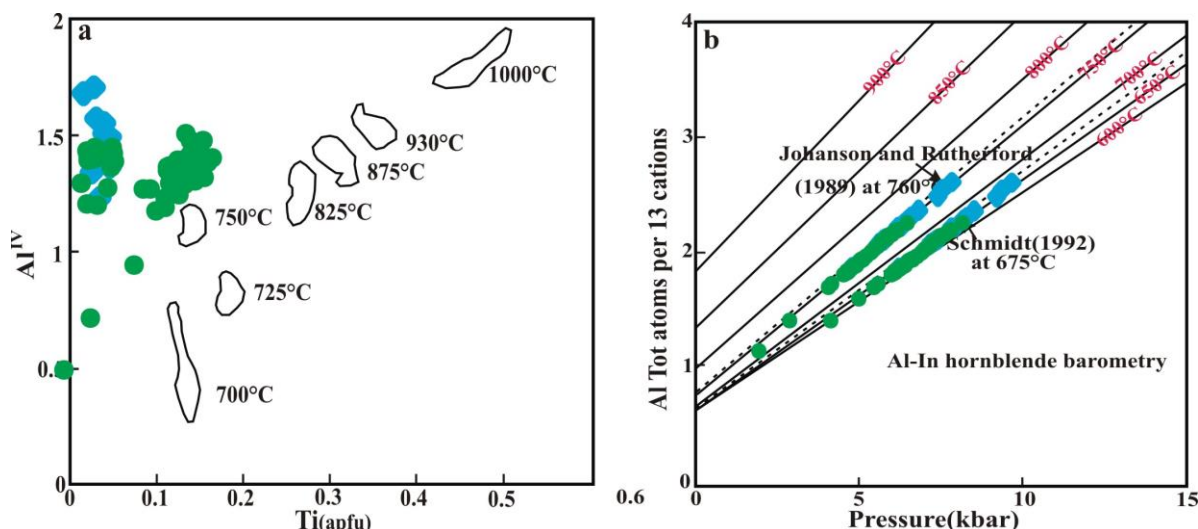 a
2
1.5
1
0.
0
Al^IV
1000°C
930°C
875°C
825°C
750°C
725°C
700°C
0 0.1 0.2 0.3 0.4 0.5 0.6
Ti(apfu)
b
4
3
2
1
0
Al Tot atoms per 13 cations
900°C
850°C
800°C
750°C
700°C
650°C
600°C
Johanson and Rutherford
(1989) at 760°
Schmidt(1992)
at 675°C
Al-In hornblende barometry
0 5 10 15
Pressure(kbar)